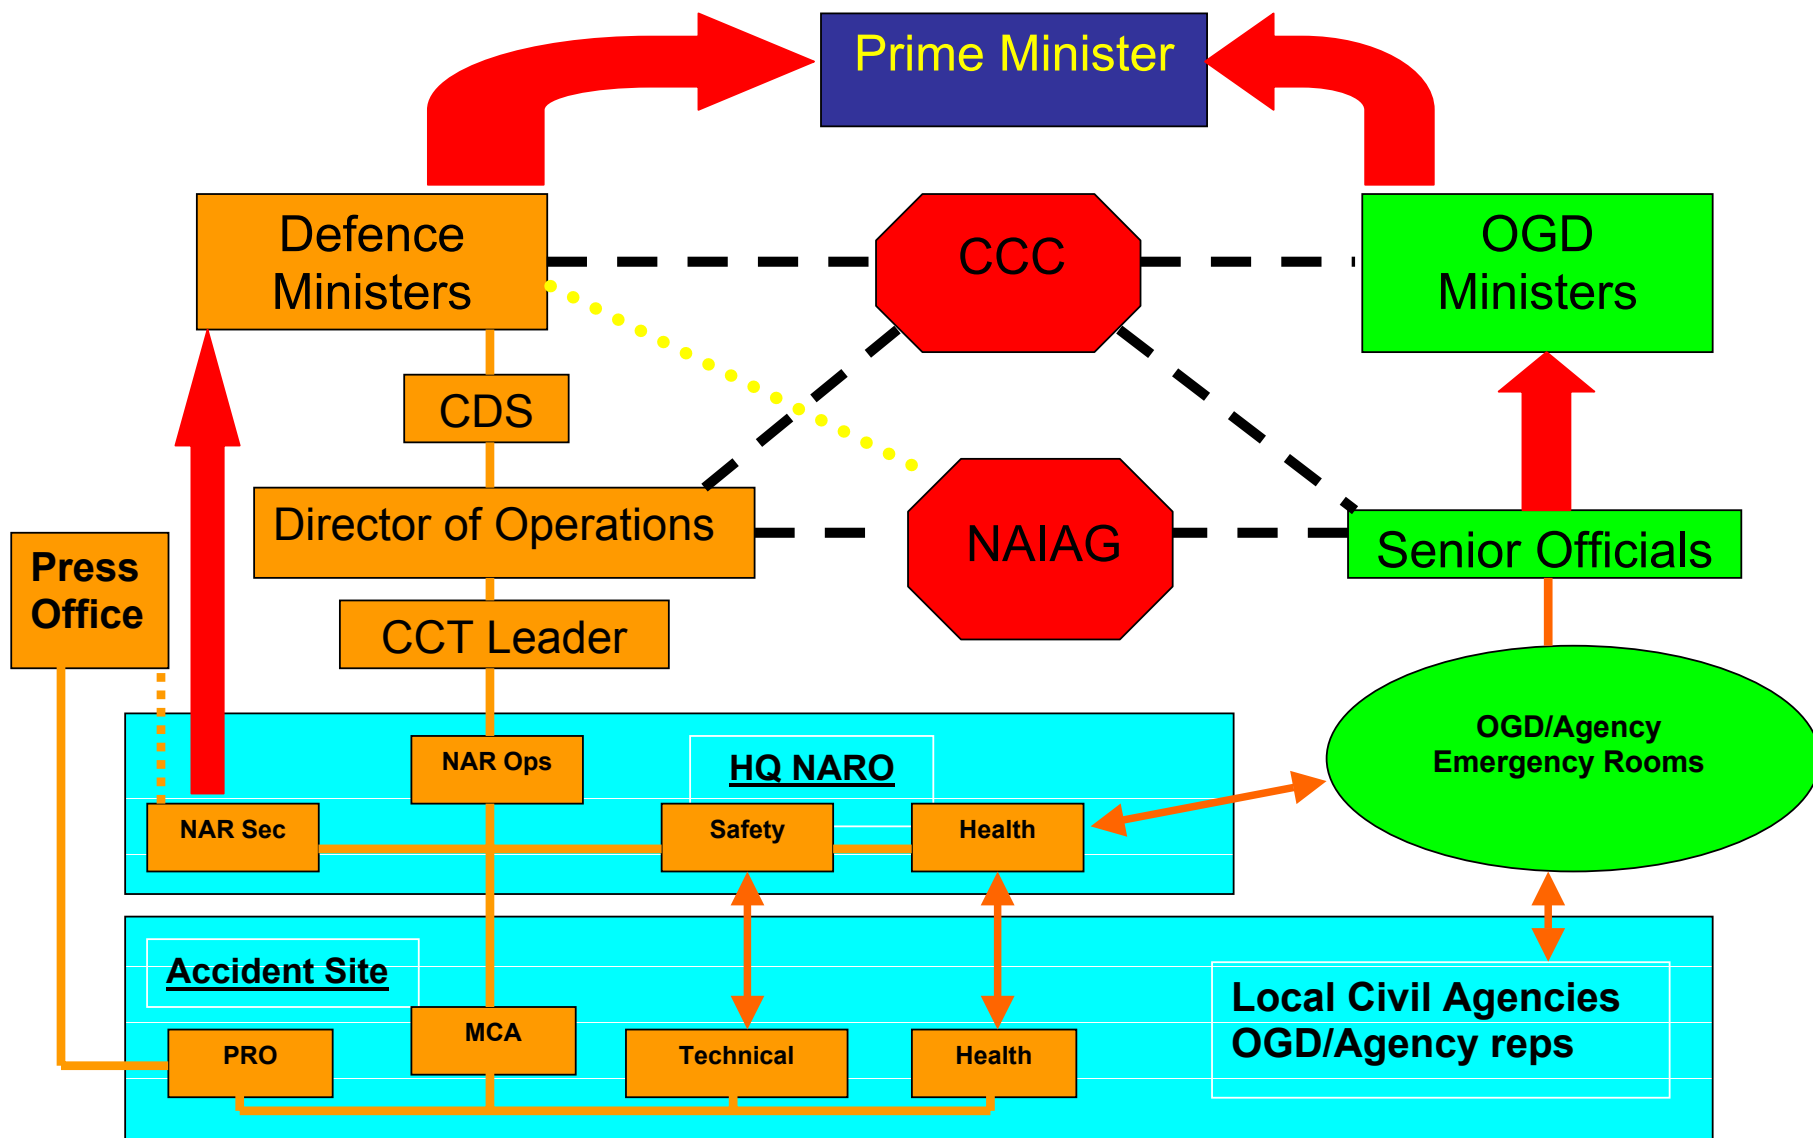 Prime Minister
Defence
Ministers
CCC
OGD
Ministers
CDS
Director of Operations
NAIAG
Senior Officials
Press
Office
CCT Leader
NAR Ops
HQ NARO
OGD/Agency
Emergency Rooms
NAR Sec
Safety
Health
Accident Site
Local Civil Agencies
OGD/Agency reps
MCA
PRO
Technical
Health